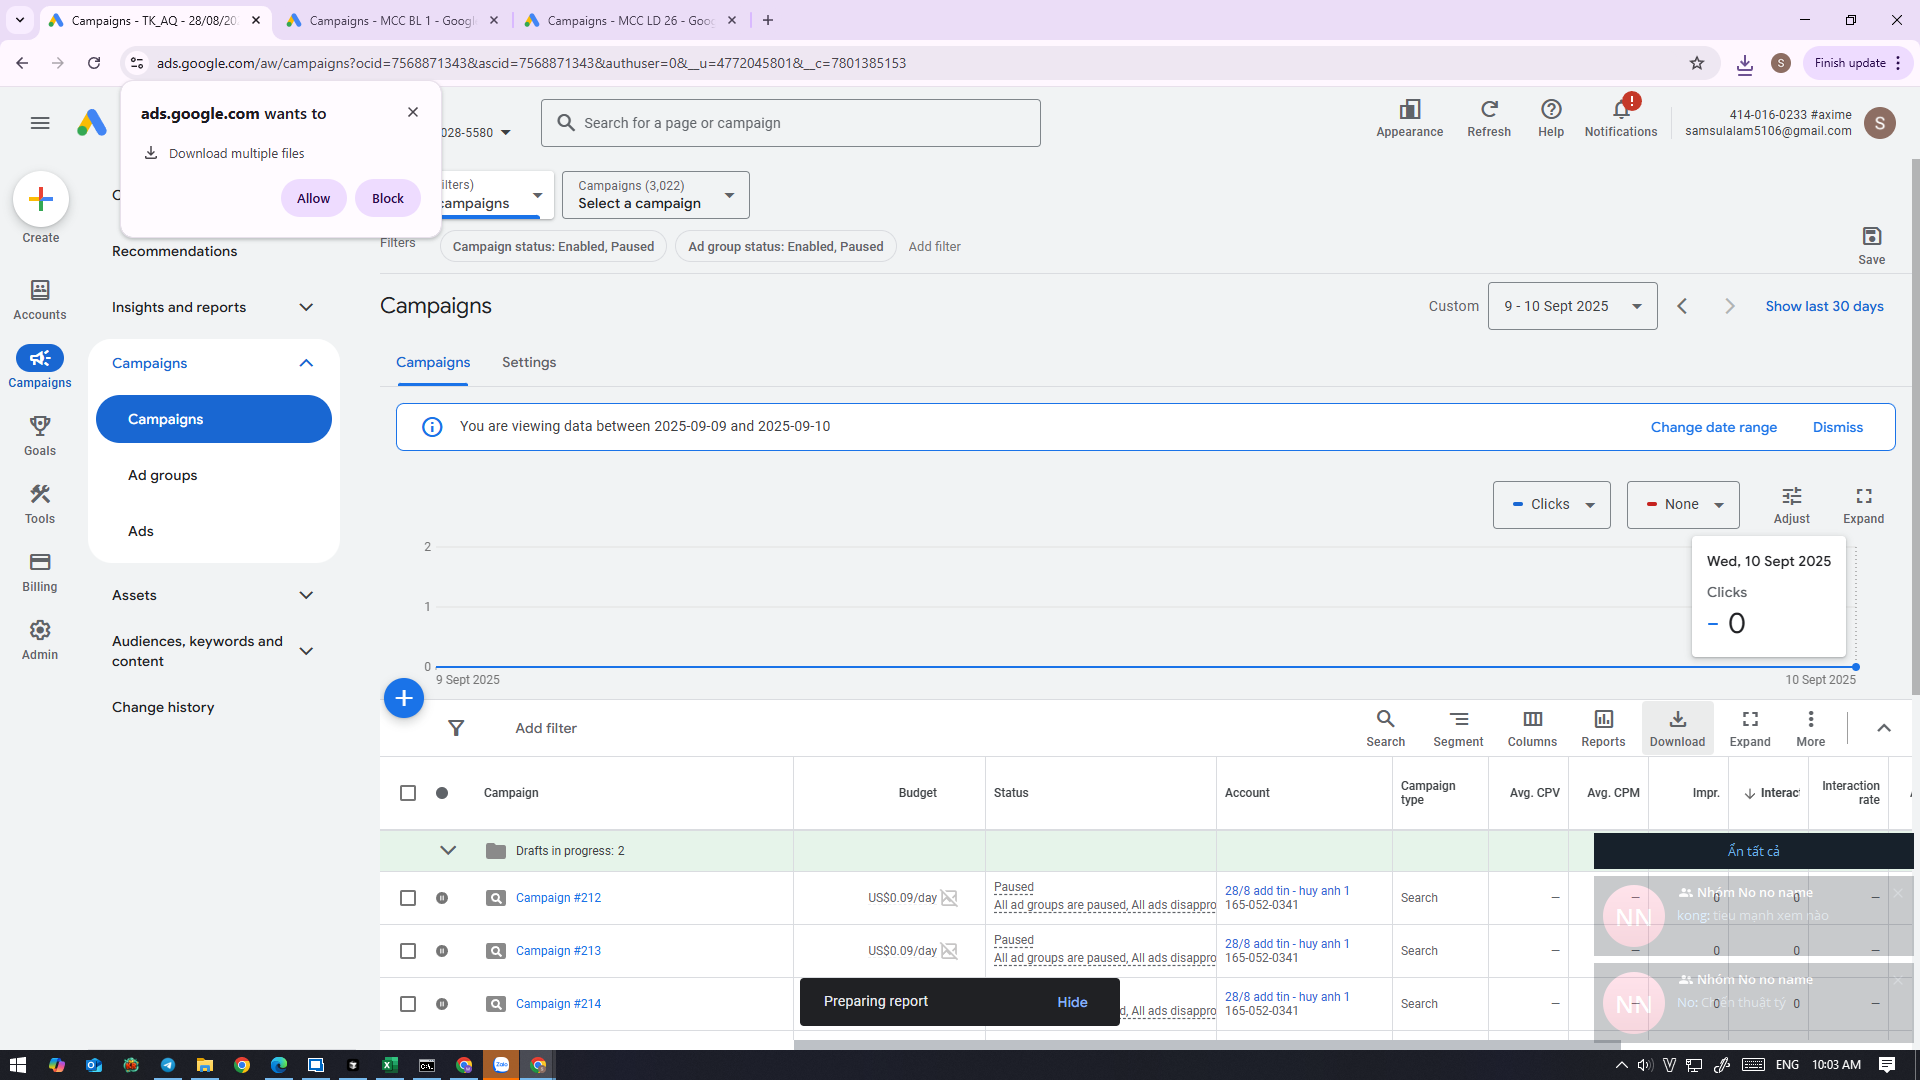 Campaigns - TK_AQ - 28/08/20
Campaigns - MCC BL 1 - Google
Campaigns - MCC LD 26 - Goo
ads.google.com/aw/campaigns?ocid=7568871343&ascid=7568871343&authuser=0&__u=4772045801&__c=7801385153
S
Finish update
ads.google.com wants to
Download multiple files
Allow
Block
028-5580
Search for a page or campaign
Appearance
Refresh
Help
Notifications
414-016-0233 #axime
samsulalam5106@gmail.com
S
Create
Accounts
Campaigns
Goals
Tools
Billing
Admin
Recommendations
Insights and reports
Campaigns
Campaigns
Ad groups
Ads
Assets
Audiences, keywords and
content
Change history
ilters)
campaigns
Campaigns (3,022)
Select a campaign
Filters
Campaign status: Enabled, Paused
Ad group status: Enabled, Paused
Add filter
Save
Campaigns
Custom
9 - 10 Sept 2025
Show last 30 days
Campaigns
Settings
You are viewing data between 2025-09-09 and 2025-09-10
Change date range
Dismiss
Clicks
None
Adjust
Expand
2
1
0
9 Sept 2025
10 Sept 2025
Wed, 10 Sept 2025
Clicks
0
Add filter
Search
Segment
Columns
Reports
Download
Expand
More
Campaign
Budget
Status
Account
Campaign
type
Avg. CPV
Avg. CPM
Impr.
Interact
Interaction
rate
Drafts in progress: 2
Ẩn tất cả
Campaign #212
US$0.09/day
Paused
All ad groups are paused, All ads disappro
28/8 add tin - huy anh 1
165-052-0341
Search
—
—
0
0
—
NN
Nhóm No no name
kong: tieu manh xem nào
Campaign #213
US$0.09/day
Paused
All ad groups are paused, All ads disappro
28/8 add tin - huy anh 1
165-052-0341
Search
—
—
0
0
—
Campaign #214
d, All ads disappro
28/8 add tin - huy anh 1
165-052-0341
Search
—
—
0
0
—
NN
Nhóm No no name
No: Chiến thuật tý
Preparing report
Hide
ENG
10:03 AM